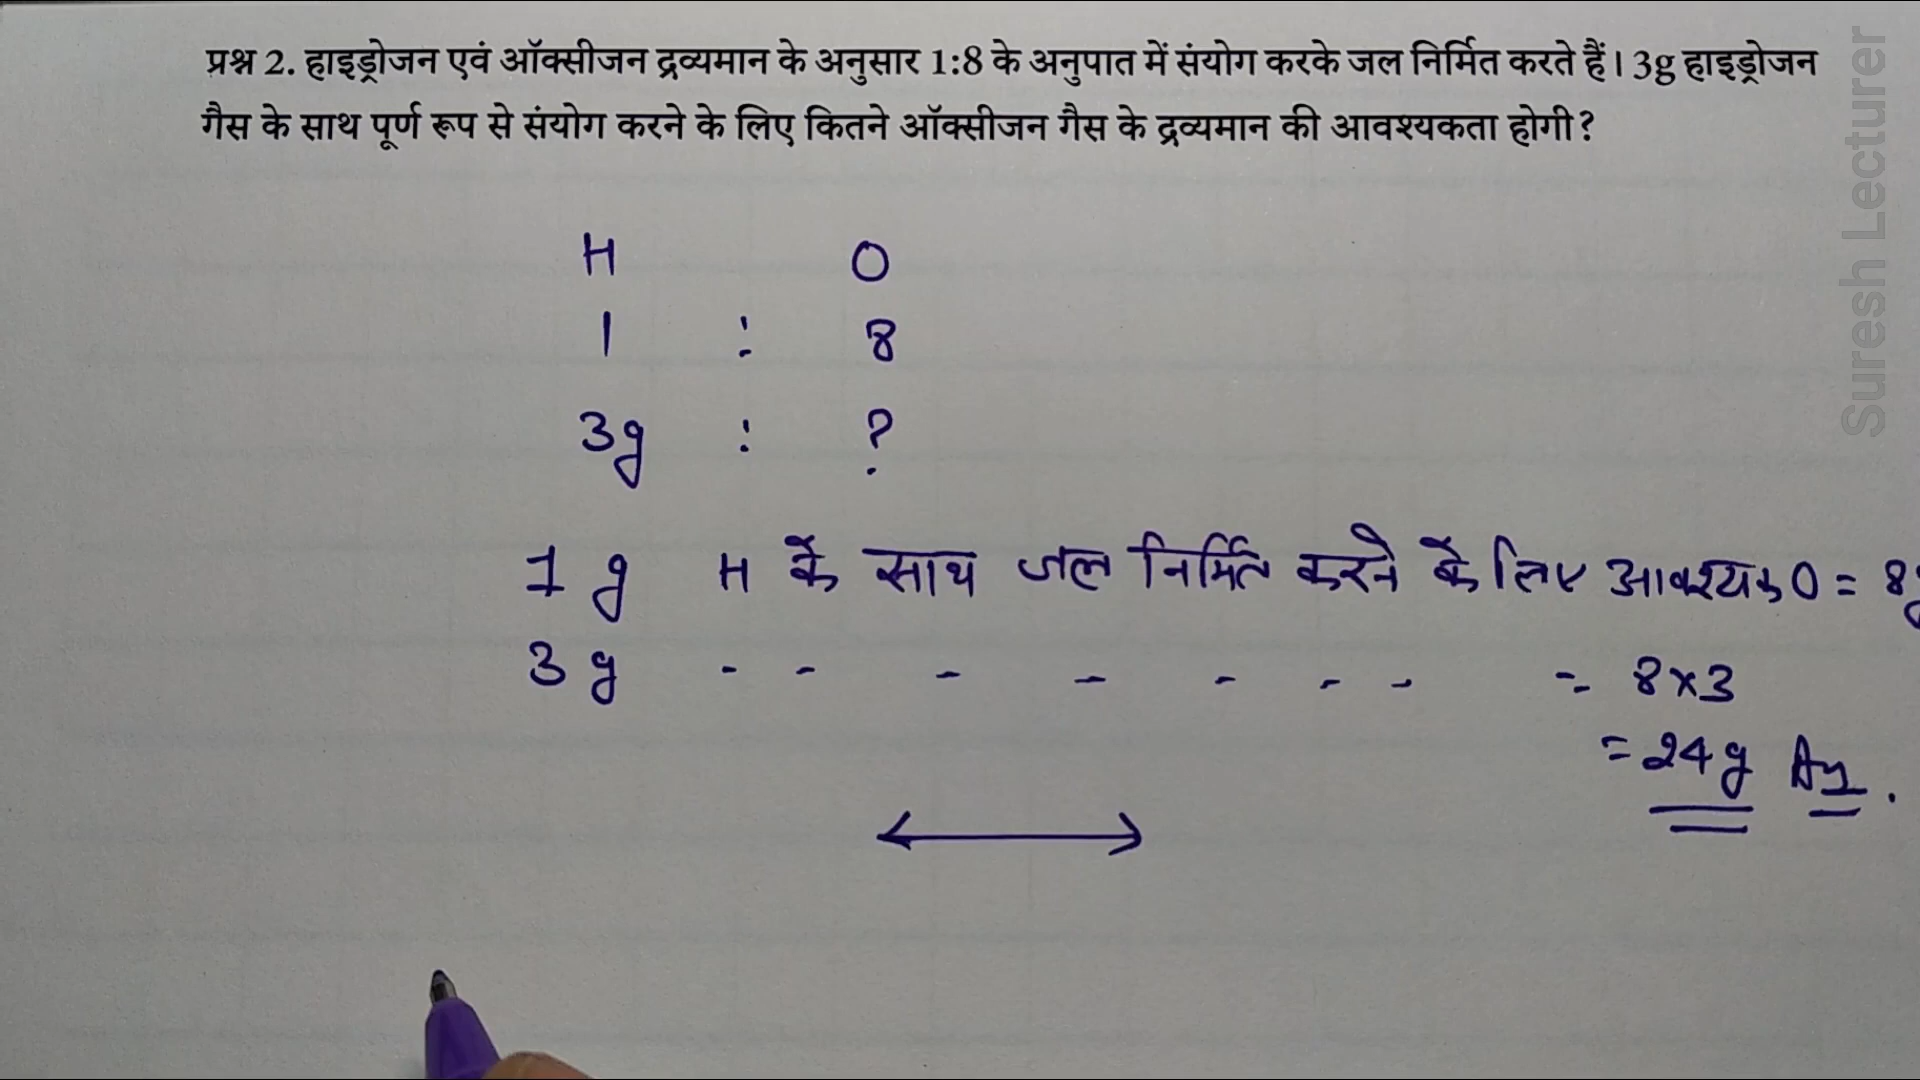 प्रश्न 2. हाइड्रोजन एवं ऑक्सीजन द्रव्यमान के अनुसार 1:8 के अनुपात में संयोग करके जल निर्मित करते हैं। 3g हाइड्रोजन
गैस के साथ पूर्ण रूप से संयोग करने के लिए कितने ऑक्सीजन गैस के द्रव्यमान की आवश्यकता होगी?
H O
1 : 8
3g : ?
1 g H के साथ जल निर्मित करने के लिए आवश्यक O = 8g
3 g - - - - - - - = 8×3
= 24 g Ans.
Suresh Lecturer